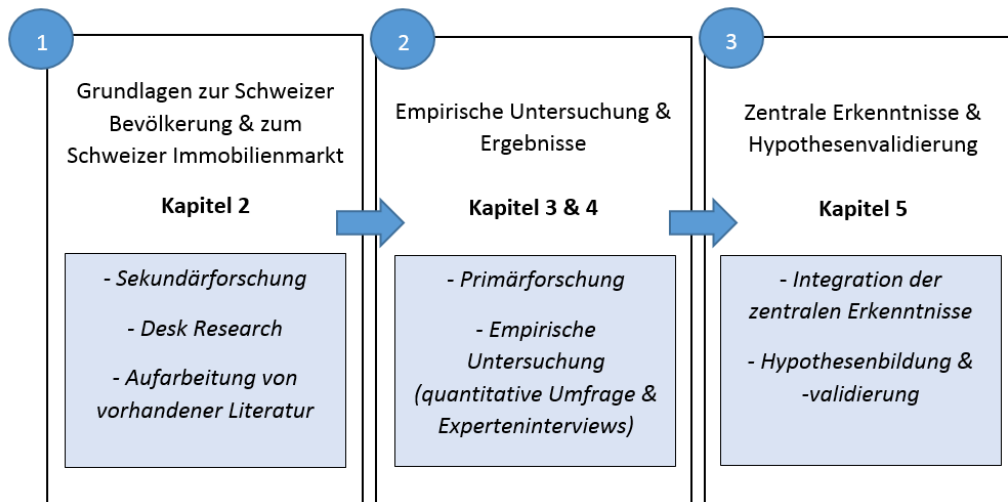 1
Grundlagen zur Schweizer
Bevölkerung & zum
Schweizer Immobilienmarkt
Kapitel 2
- Sekundärforschung
- Desk Research
- Aufarbeitung von
vorhandener Literatur
2
Empirische Untersuchung &
Ergebnisse
Kapitel 3 & 4
- Primärforschung
- Empirische
Untersuchung
(quantitative Umfrage &
Experteninterviews)
3
Zentrale Erkenntnisse &
Hypothesenvalidierung
Kapitel 5
- Integration der
zentralen Erkenntnisse
- Hypothesenbildung &
-validierung